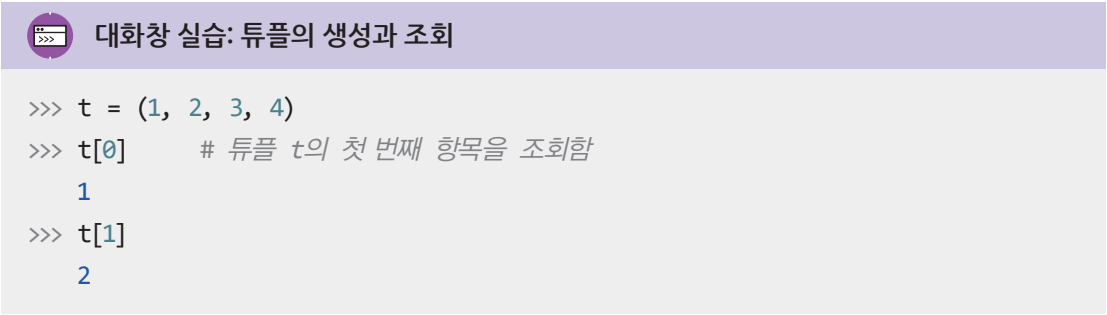 >>>
대화창 실습: 튜플의 생성과 조회
>>> t = (1, 2, 3, 4)
>>> t[0] # 튜플 t의 첫 번째 항목을 조회함
1
>>> t[1]
2